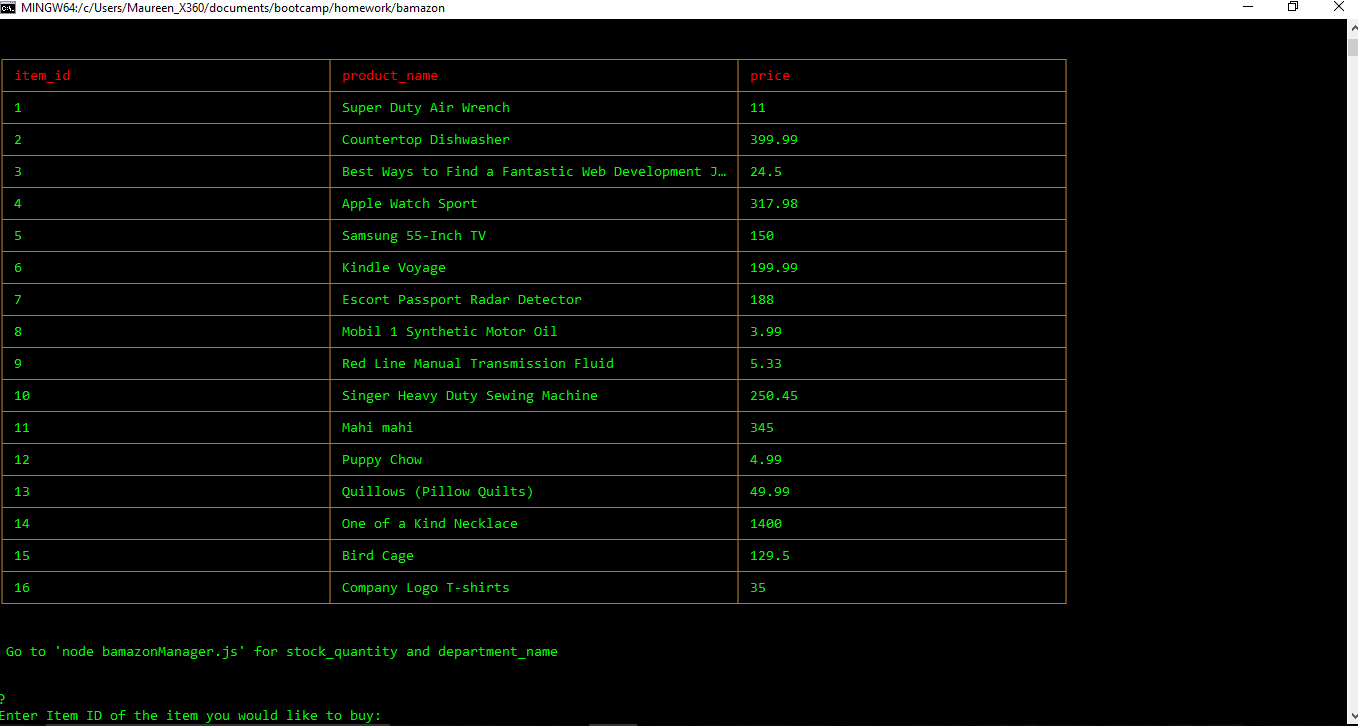 MINGW64:/c/Users/Maureen_X360/documents/bootcamp/homework/bamazon
item_id product_name price
1 Super Duty Air Wrench 11
2 Countertop Dishwasher 399.99
3 Best Ways to Find a Fantastic Web Development J… 24.5
4 Apple Watch Sport 317.98
5 Samsung 55-Inch TV 150
6 Kindle Voyage 199.99
7 Escort Passport Radar Detector 188
8 Mobil 1 Synthetic Motor Oil 3.99
9 Red Line Manual Transmission Fluid 5.33
10 Singer Heavy Duty Sewing Machine 250.45
11 Mahi mahi 345
12 Puppy Chow 4.99
13 Quillows (Pillow Quilts) 49.99
14 One of a Kind Necklace 1400
15 Bird Cage 129.5
16 Company Logo T-shirts 35
Go to 'node bamazonManager.js' for stock_quantity and department_name
?
Enter Item ID of the item you would like to buy: